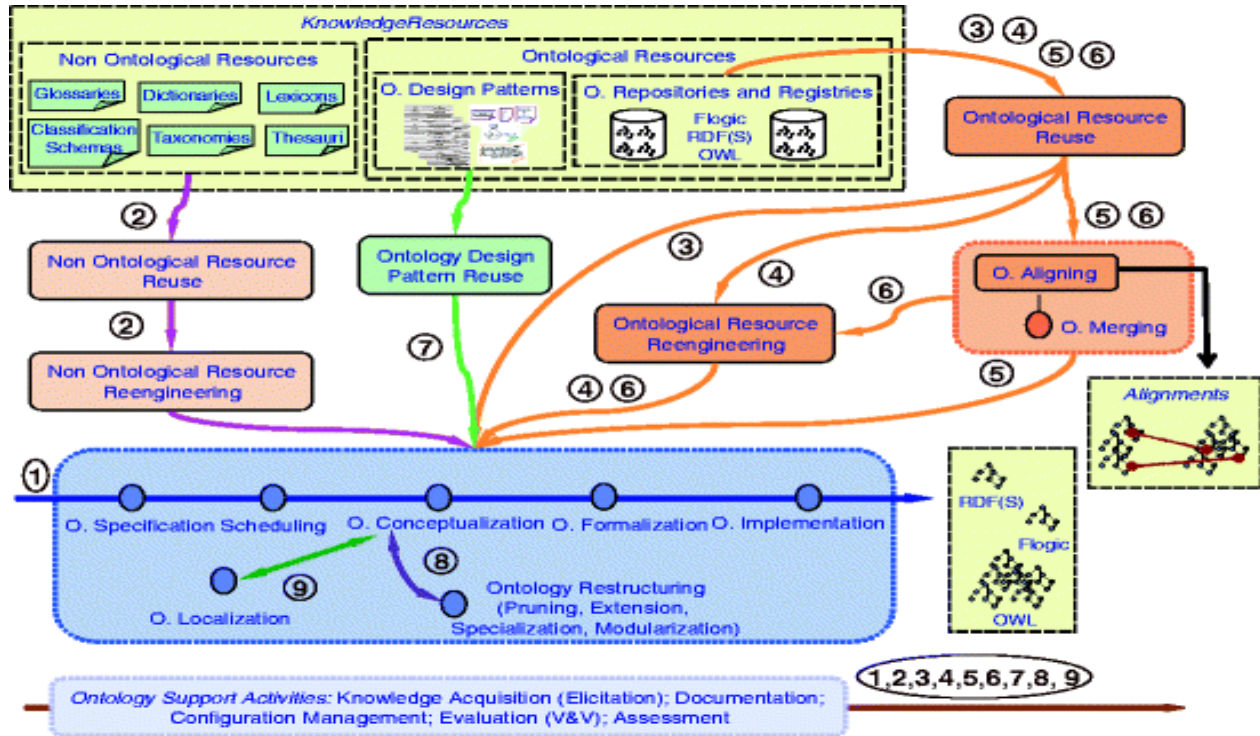 KnowledgeResources
Non Ontological Resources
Glossaries
Dictionaries
Lexicons
Classification
Schemas
Taxonomies
Thesauri
Ontological Resources
O. Design Patterns
O. Repositories and Registries
Flogic
RDF(S)
OWL
③ ④
⑤ ⑥
Ontological Resource
Reuse
②
Non Ontological Resource
Reuse
②
Non Ontological Resource
Reengineering
Ontology Design
Pattern Reuse
⑦
③
④
Ontological Resource
Reengineering
④ ⑥
⑤ ⑥
O. Aligning
O. Merging
⑥
⑤
Alignments
①
O. Specification
Scheduling
O. Conceptualization
O. Formalization
O. Implementation
⑨
⑧
O. Localization
Ontology Restructuring
(Pruning, Extension,
Specialization, Modularization)
RDF(S)
Flogic
OWL
1,2,3,4,5,6,7,8, 9
Ontology Support Activities: Knowledge Acquisition (Elicitation); Documentation;
Configuration Management; Evaluation (V&V); Assessment